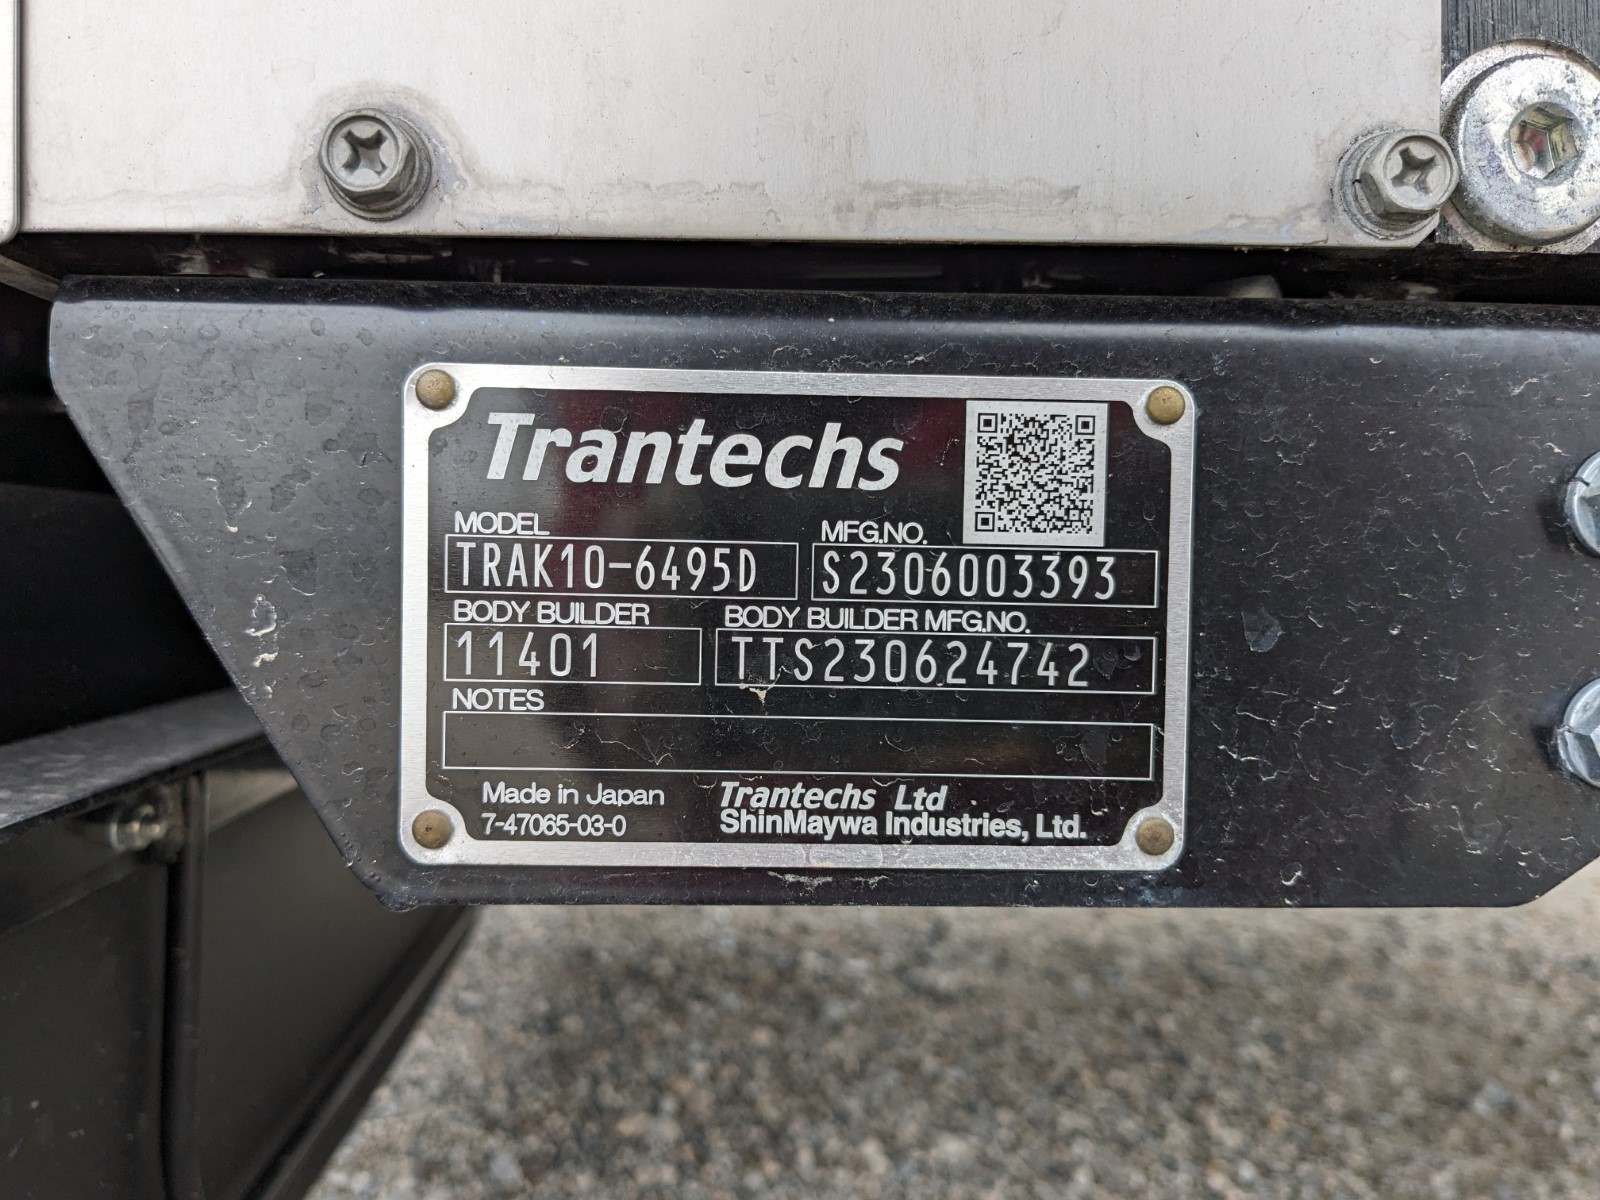 Trantechs
MODEL
TRAK10-6495D
MFG.NO.
S2306003393
BODY BUILDER
11401
BODY BUILDER MFG.NO.
TTS230624742
NOTES
Made in Japan
7-47065-03-0
Trantechs Ltd
ShinMaywa Industries, Ltd.